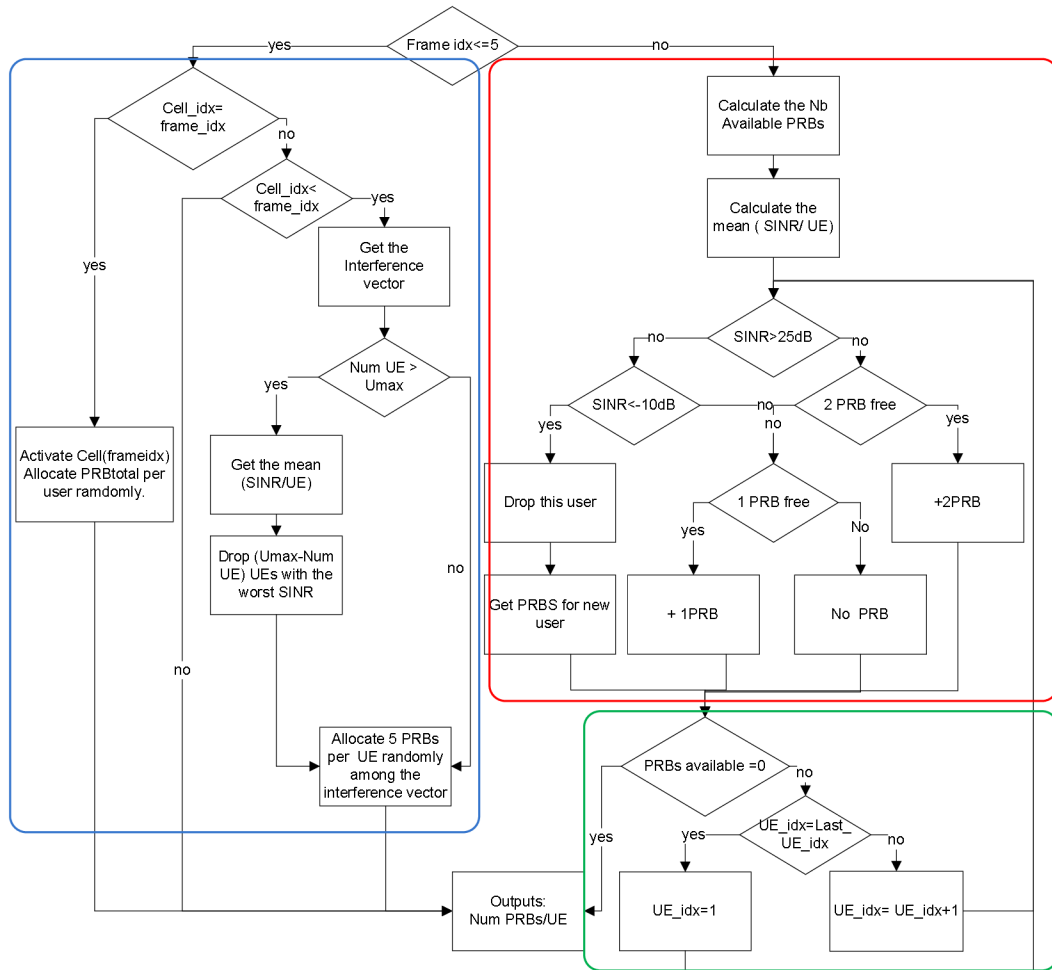 Frame idx<=5
yes
no
Cell_idx=
frame_idx
no
yes
Cell_idx<
frame_idx
yes
no
Get the
Interference
vector
Num UE >
Umax
yes
no
Get the mean
(SINR/UE)
Drop (Umax-Num
UE) UEs with the
worst SINR
Activate Cell(frameidx)
Allocate PRBtotal per
user ramdomly.
Allocate 5 PRBs
per UE randomly
among the
interference vector
Calculate the Nb
Available PRBs
Calculate the
mean ( SINR/ UE)
SINR>25dB
no
no
SINR<-10dB
no
2 PRB free
yes
no
yes
Drop this user
1 PRB free
+2PRB
yes
No
Get PRBS for new
user
+ 1PRB
No PRB
PRBs available =0
no
yes
UE_idx=Last_
UE_idx
yes
no
Outputs:
Num PRBs/UE
UE_idx=1
UE_idx= UE_idx+1